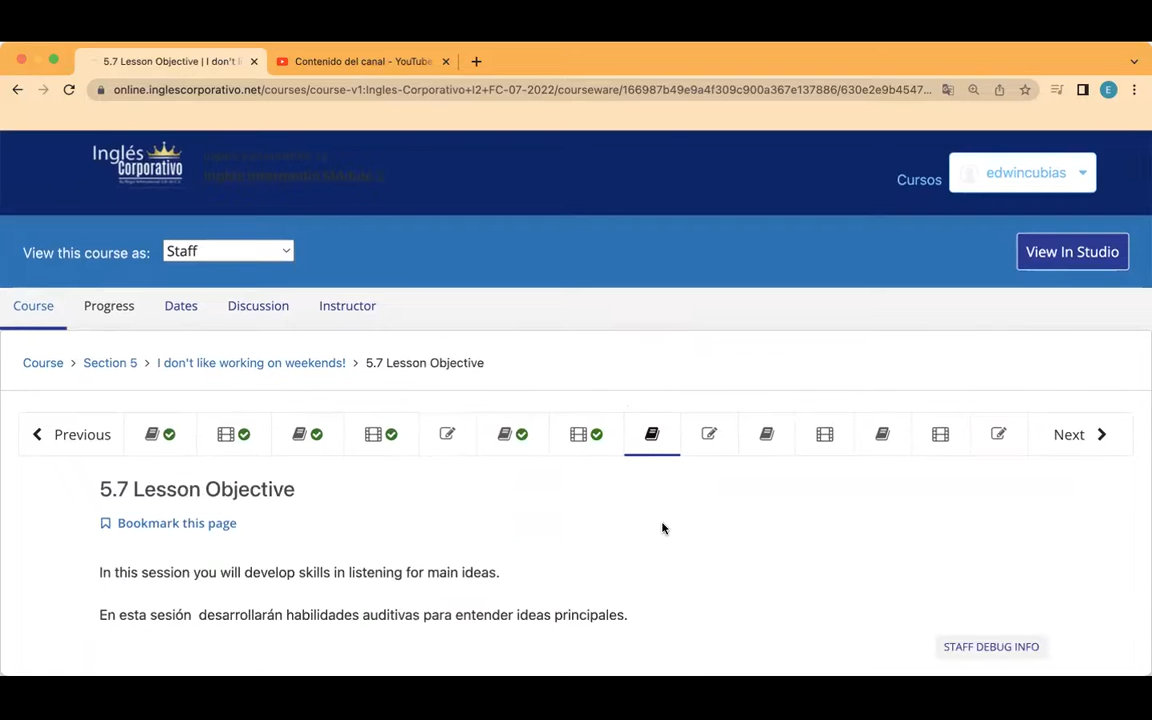 5.7 Lesson Objective | I don't li
Contenido del canal - YouTube
online.inglescorporativo.net/courses/course-v1:Ingles-Corporativo+I2+FC-07-2022/courseware/166987b49e9a4f309c900a367e137886/630e2e9b4547...
E
Inglés
Corporativo
Cursos
edwincubias
View this course as:
Staff
View In Studio
Course
Progress
Dates
Discussion
Instructor
Course > Section 5 > I don't like working on weekends! > 5.7 Lesson Objective
Previous
Next
5.7 Lesson Objective
Bookmark this page
In this session you will develop skills in listening for main ideas.
En esta sesión desarrollarán habilidades auditivas para entender ideas principales.
STAFF DEBUG INFO